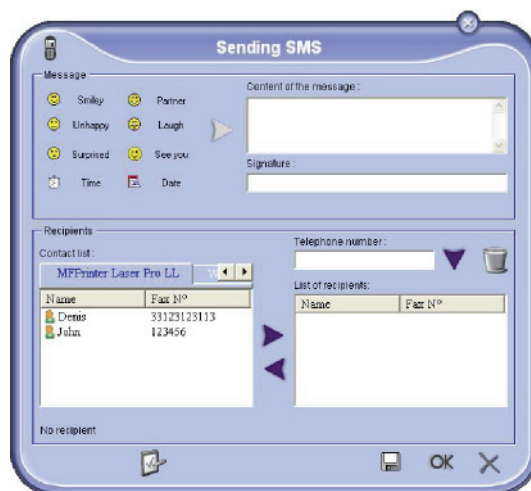 Sending SMS
Message
Smiley
Partner
Unhappy
Laugh
Surprised
See you
Time
Date
Content of the message :
Signature :
Recipients
Contact list :
MFPrinter Laser Pro LL
Name Fax N°
Denis 33123123113
John 123456
Telephone number :
List of recipients:
Name Fax N°
No recipient
OK